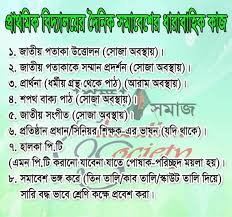 প্রাথমিক বিদ্যালয়ের দৈনিক সমাবেশের ধারাবাহিক কাজ
১. জাতীয় পতাকা উত্তোলন (সোজা অবস্থায়)।
২. জাতীয় পতাকাকে সম্মান প্রদর্শন (সোজা অবস্থায়)।
৩. প্রার্থনা (ধর্মীয় গ্রন্থ থেকে পাঠ) (আরাম অবস্থায়)।
৪. শপথ বাক্য পাঠ (সোজা অবস্থায়)।
সমাজ
৫. জাতীয় সংগীত (সোজা অবস্থায়)।
৬. প্রতিষ্ঠান প্রধান/সিনিয়র শিক্ষক-এর ভাষন (যদি থাকে)।
৭. হালকা পি.টি
(এমন পি.টি করানো যাবেনা যাতে পোষাক-পরিচ্ছদ ময়লা হয়)।
৮. সমাবেশ ভঙ্গ করে (তিন তালি/কাব তালি/স্কাউট তালি দিয়ে
সারি বদ্ধ ভাবে শ্রেণি কক্ষে প্রবেশ করা।